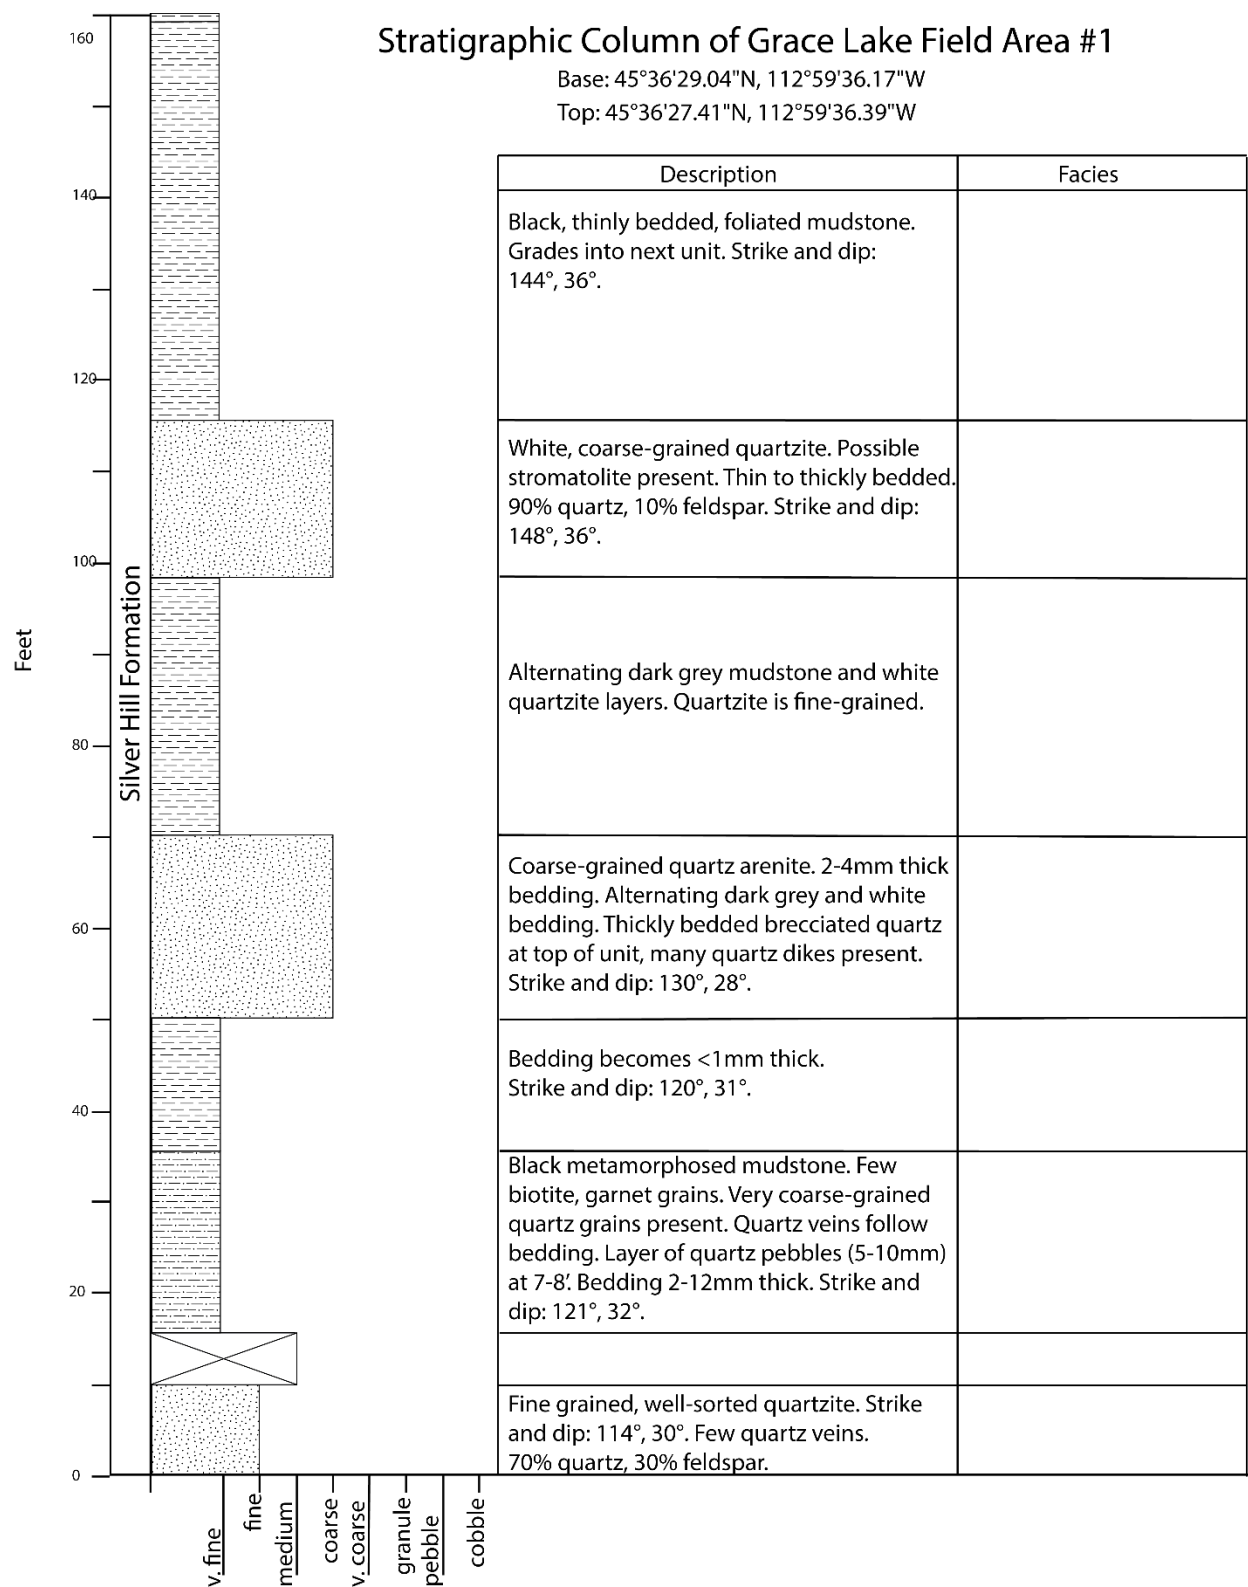 Stratigraphic Column of Grace Lake Field Area #1
Base: 45°36'29.04"N, 112°59'36.17"W
Top: 45°36'27.41"N, 112°59'36.39"W
Description
Facies
Black, thinly bedded, foliated mudstone.
Grades into next unit. Strike and dip:
144°, 36°.
White, coarse-grained quartzite. Possible
stromatolite present. Thin to thickly bedded.
90% quartz, 10% feldspar. Strike and dip:
148°, 36°.
Alternating dark grey mudstone and white
quartzite layers. Quartzite is fine-grained.
Coarse-grained quartz arenite. 2-4mm thick
bedding. Alternating dark grey and white
bedding. Thickly bedded brecciated quartz
at top of unit, many quartz dikes present.
Strike and dip: 130°, 28°.
Bedding becomes <1mm thick.
Strike and dip: 120°, 31°.
Black metamorphosed mudstone. Few
biotite, garnet grains. Very coarse-grained
quartz grains present. Quartz veins follow
bedding. Layer of quartz pebbles (5-10mm)
at 7-8'. Bedding 2-12mm thick. Strike and
dip: 121°, 32°.
Fine grained, well-sorted quartzite. Strike
and dip: 114°, 30°. Few quartz veins.
70% quartz, 30% feldspar.
Feet
160
140
120
100
80
60
40
20
0
Silver Hill Formation
v. fine
fine
medium
coarse
v. coarse
granule
pebble
cobble